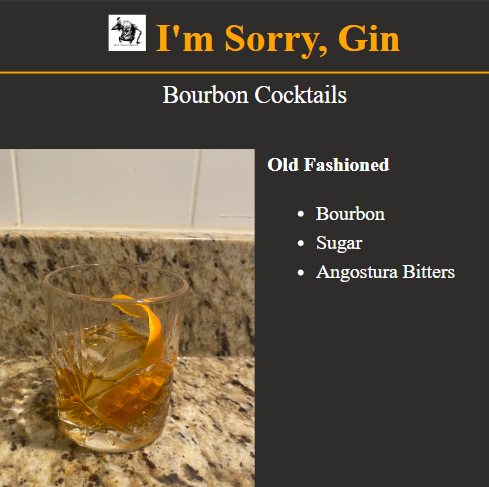 I'm Sorry, Gin
Bourbon Cocktails
Old Fashioned
Bourbon
Sugar
Angostura Bitters